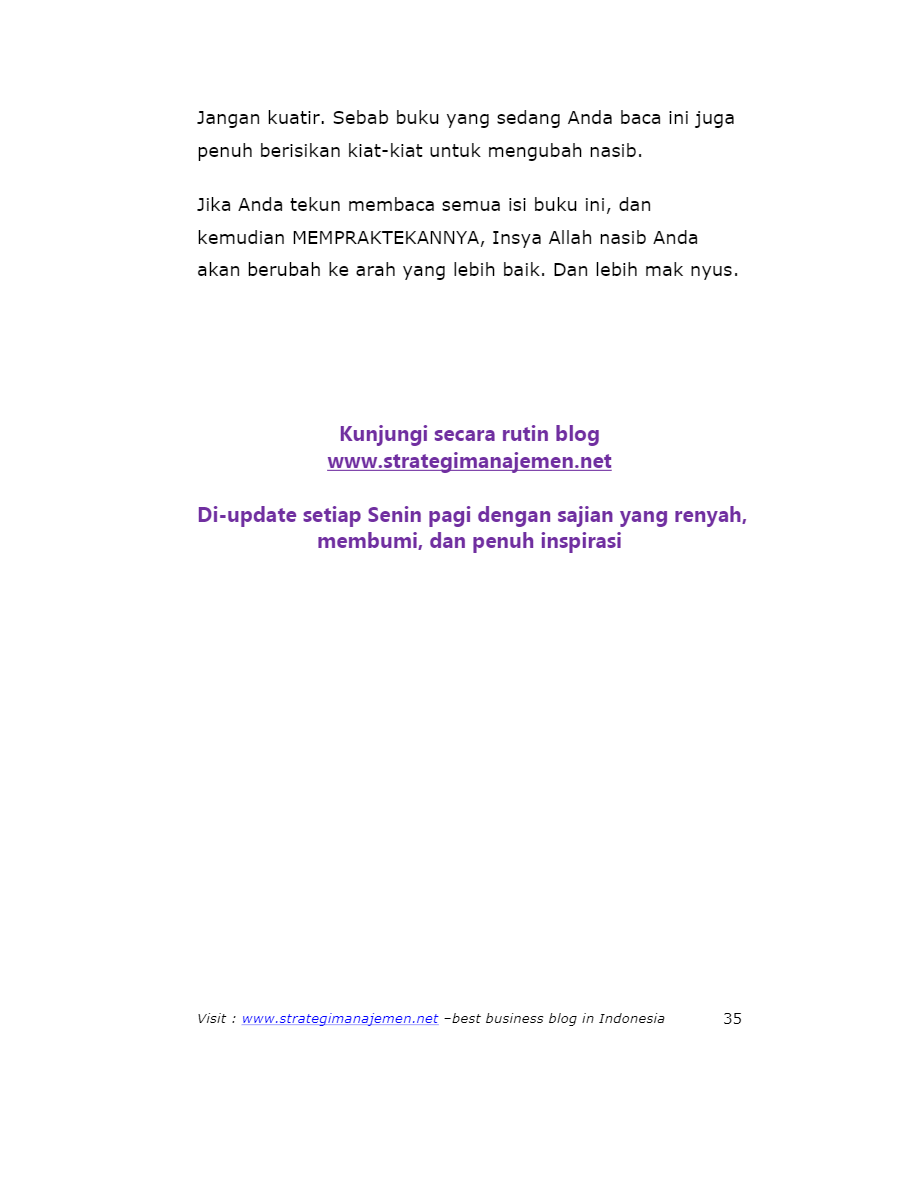 Jangan kuatir. Sebab buku yang sedang Anda baca ini juga
penuh berisikan kiat-kiat untuk mengubah nasib.
Jika Anda tekun membaca semua isi buku ini, dan
kemudian MEMPRAKTEKANNYA, Insya Allah nasib Anda
akan berubah ke arah yang lebih baik. Dan lebih mak nyus.
Kunjungi secara rutin blog
www.strategimanajemen.net
Di-update setiap Senin pagi dengan sajian yang renyah,
membumi, dan penuh inspirasi
Visit : www.strategimanajemen.net –best business blog in Indonesia 35